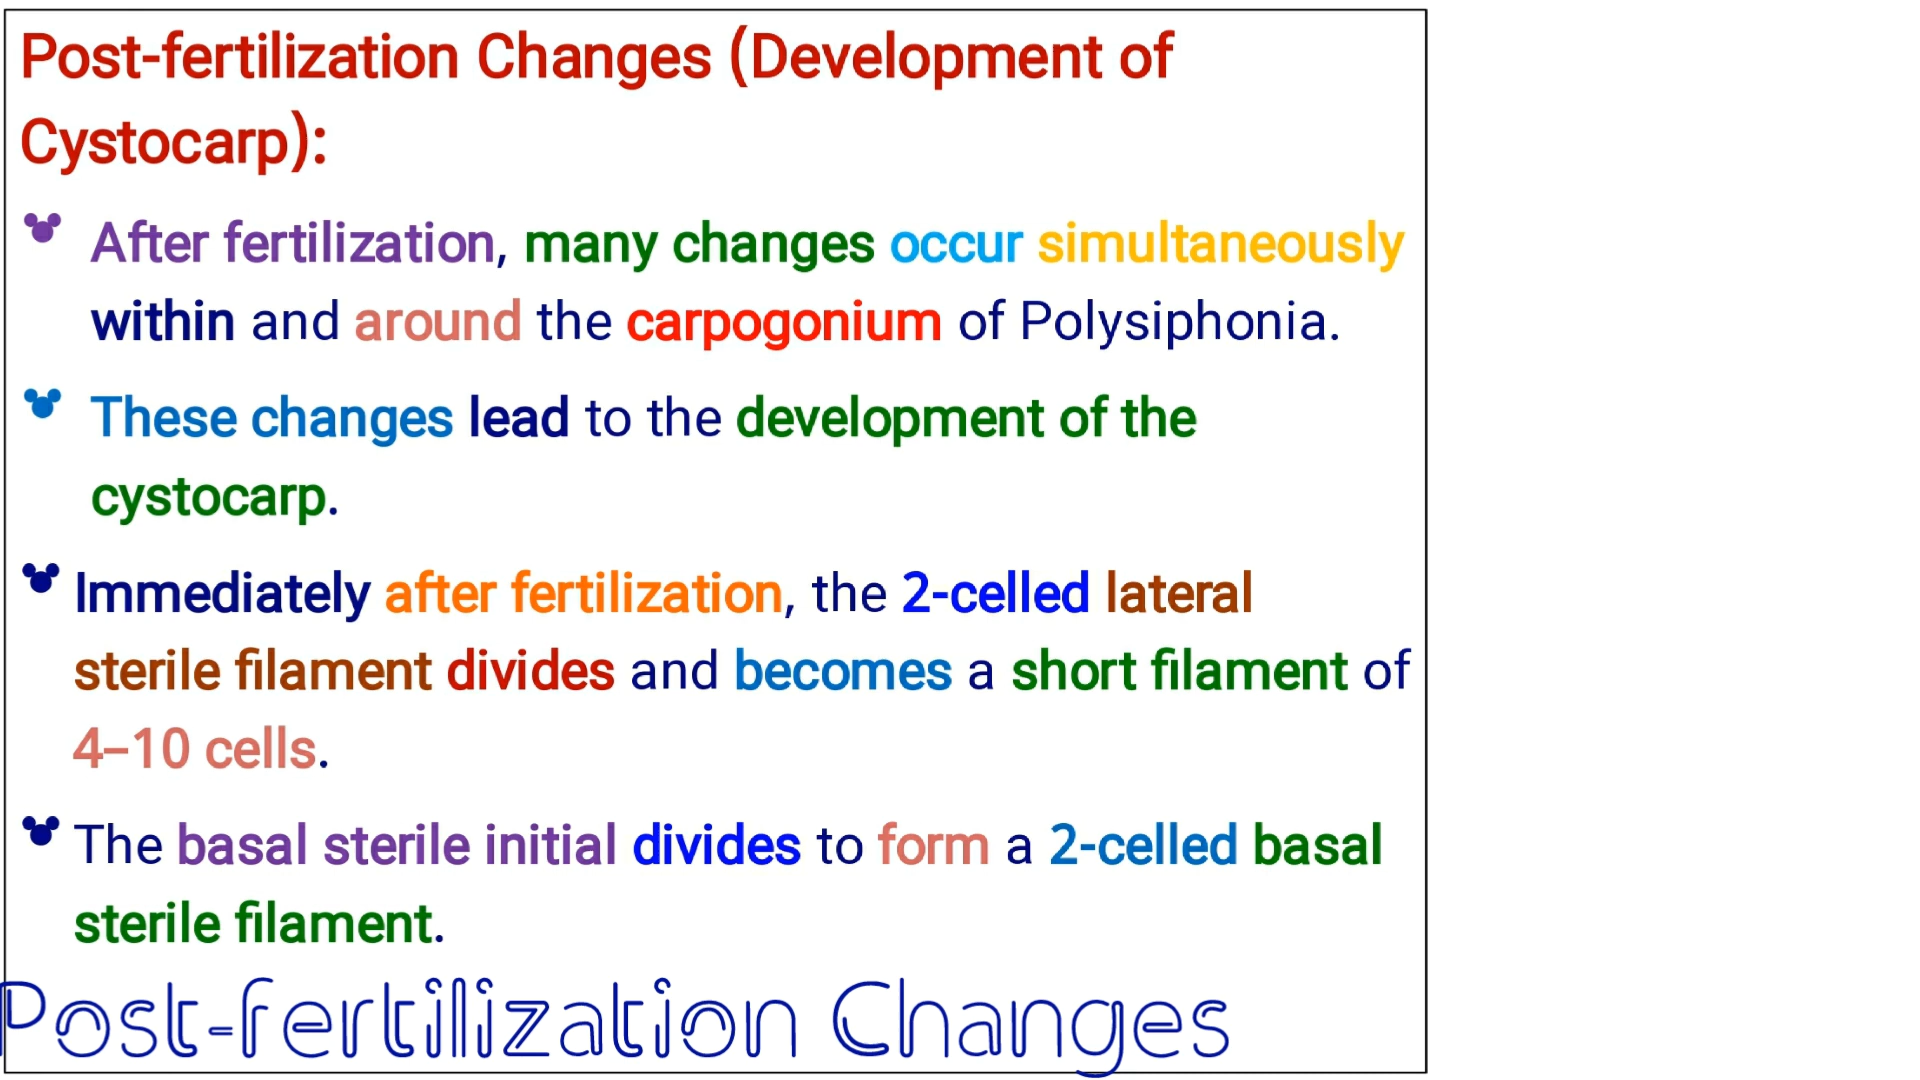 Post-fertilization Changes (Development of
Cystocarp):
After fertilization, many changes occur simultaneously
within and around the carpogonium of Polysiphonia.
These changes lead to the development of the
cystocarp.
Immediately after fertilization, the 2-celled lateral
sterile filament divides and becomes a short filament of
4–10 cells.
The basal sterile initial divides to form a 2-celled basal
sterile filament.
Post-fertilization Changes